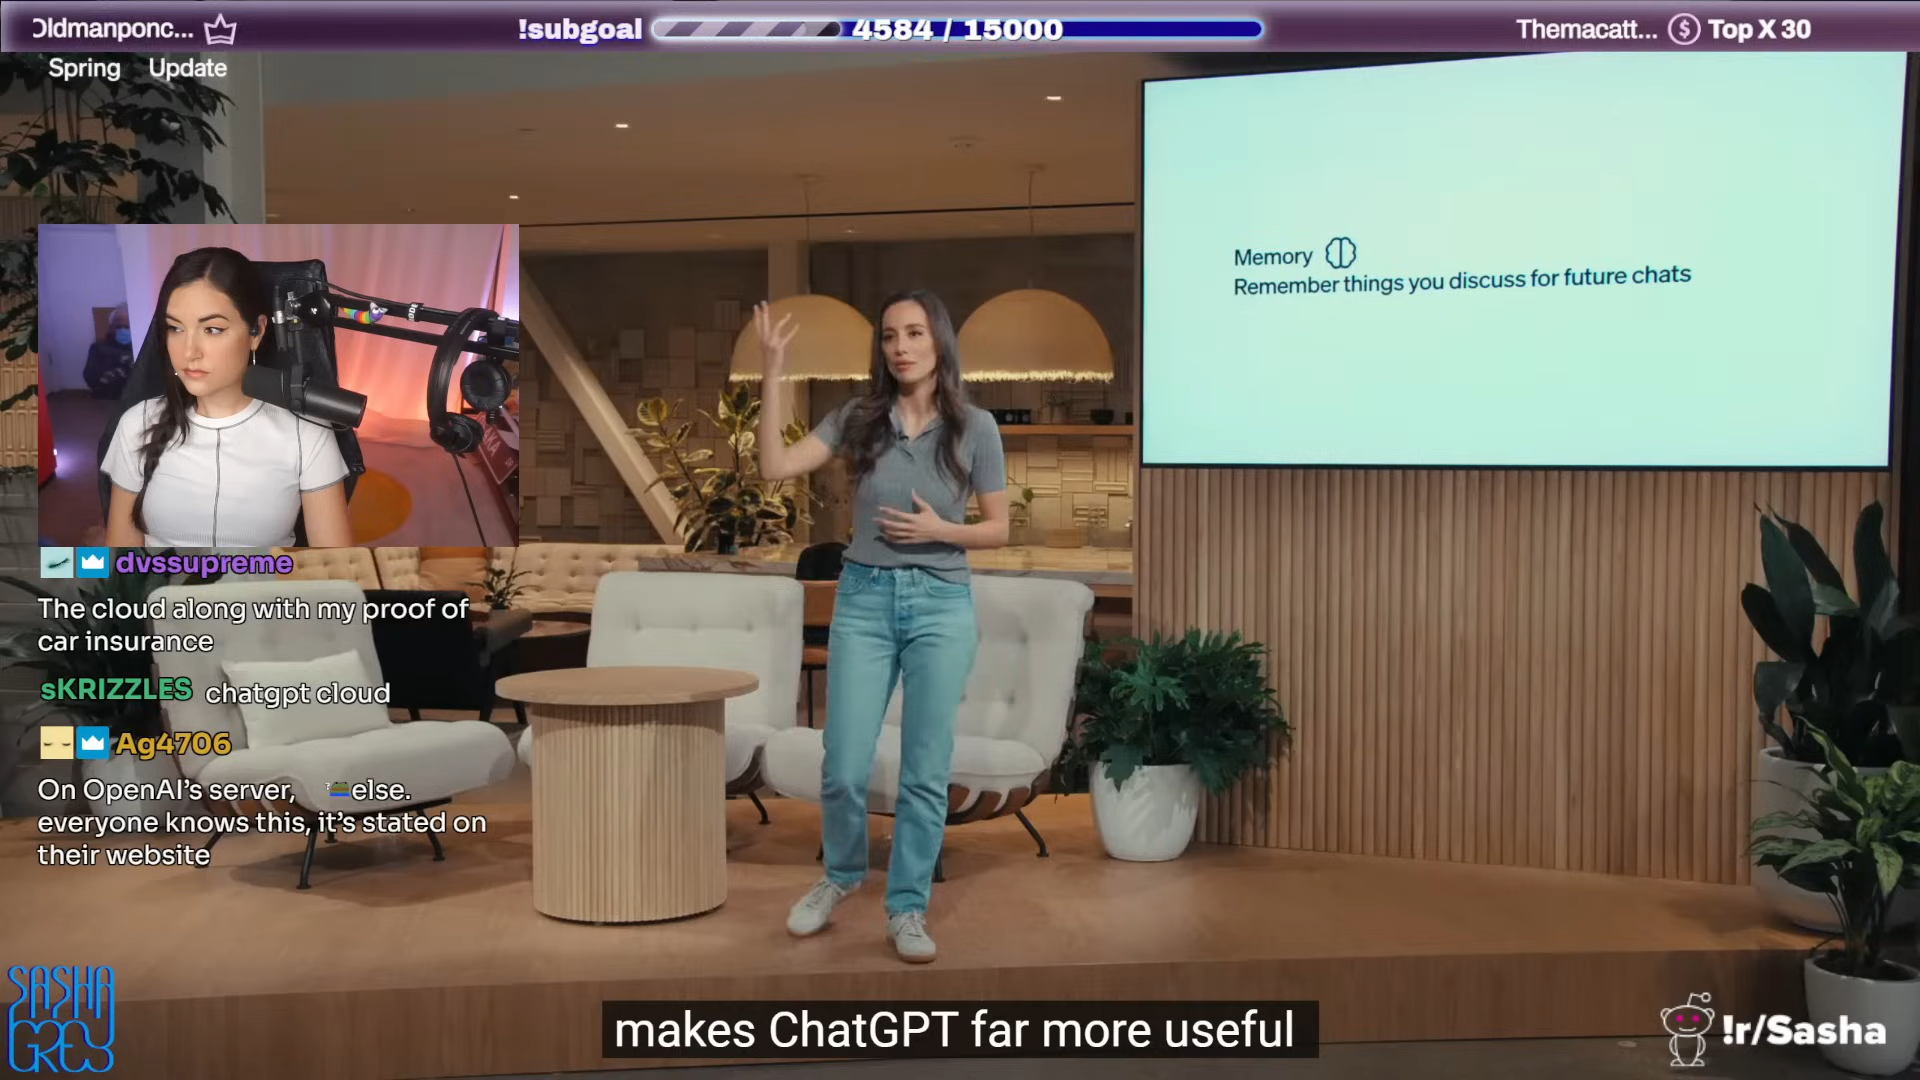 Oldmanponc...
!subgoal
4584 / 15000
Themacatt... $ Top X 30
Spring Update
Memory
Remember things you discuss for future chats
dvssupreme
The cloud along with my proof of
car insurance
sKRIZZLES chatgpt cloud
Ag4706
On OpenAI's server, else.
everyone knows this, it's stated on
their website
SASHA
GREY
makes ChatGPT far more useful
!r/Sasha